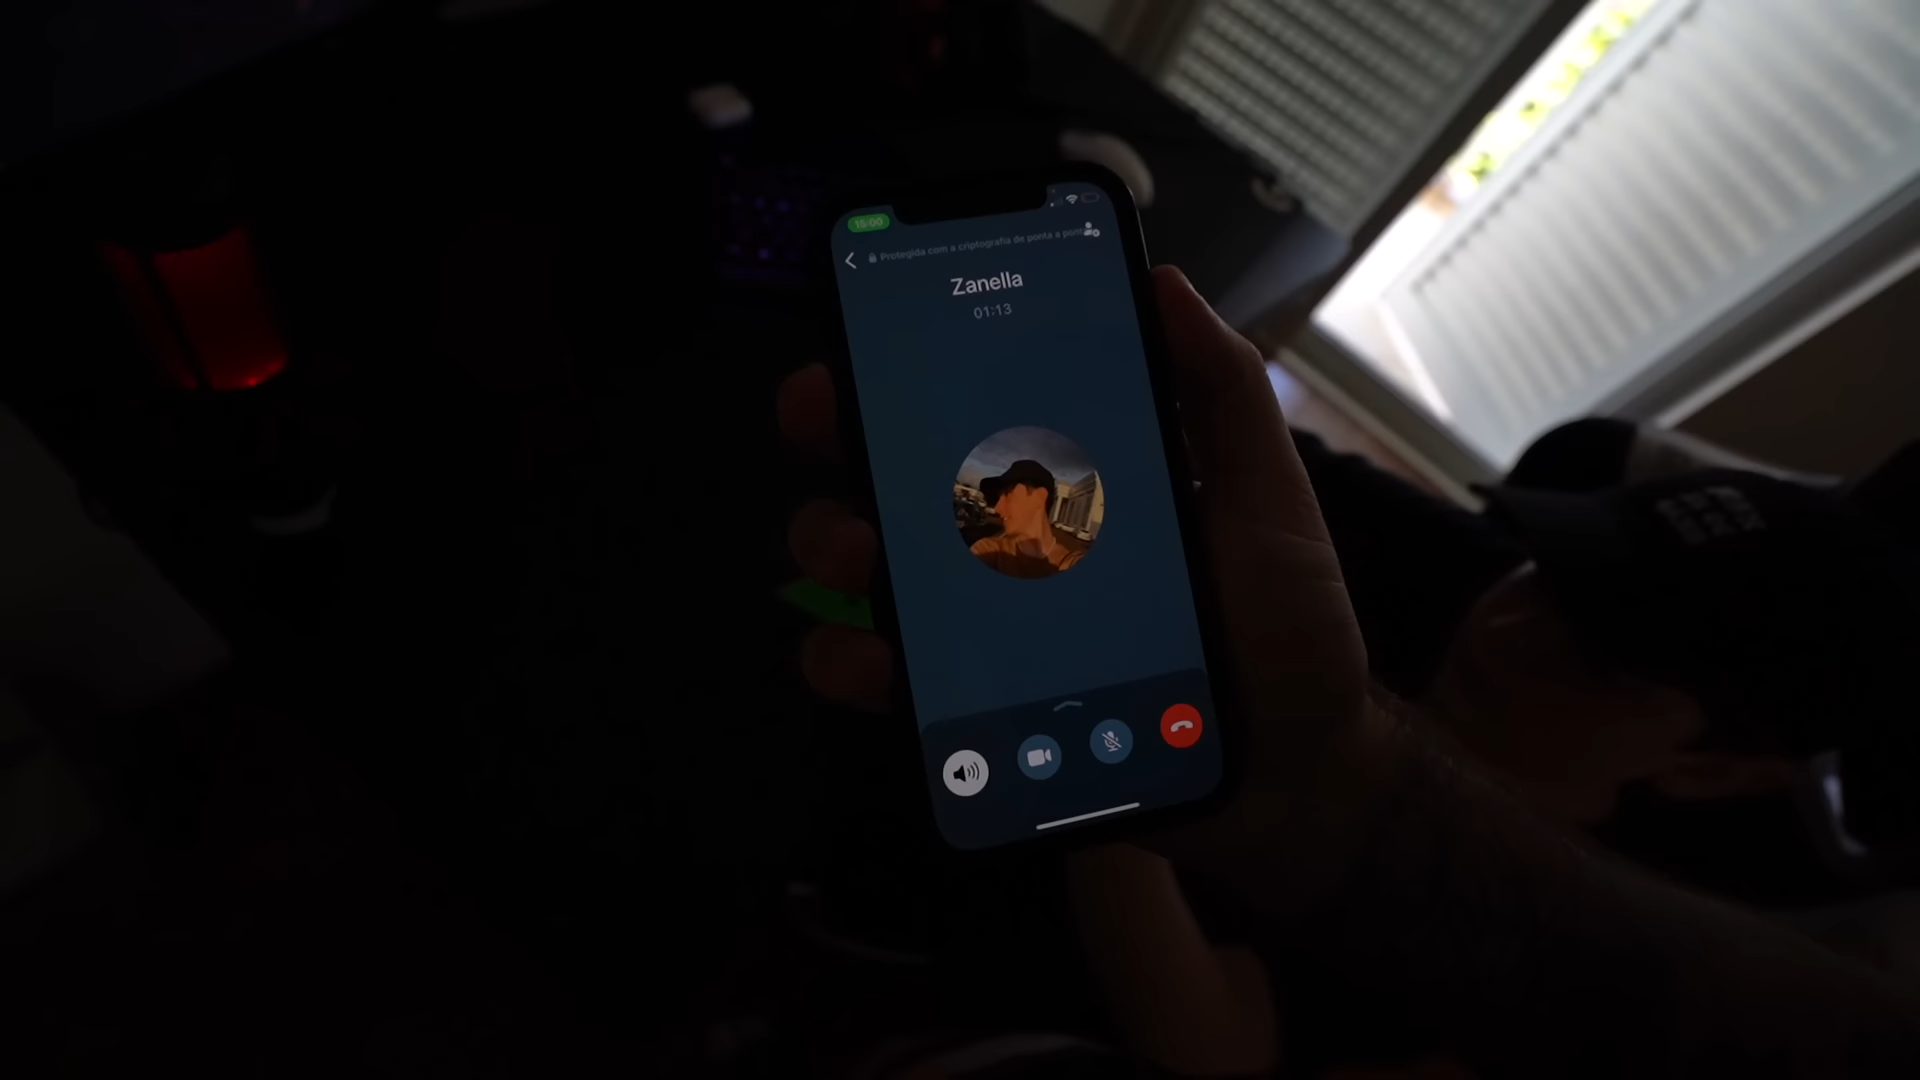 15:00
Protegida com a criptografia de ponta a ponta
Zanella
01:13